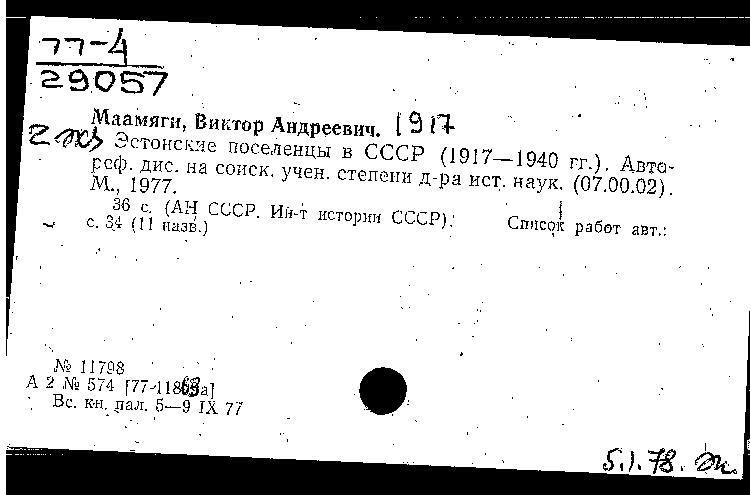 77-4
29057
Маамяги, Виктор Андреевич. 1917
2 экз Эстонские поселенцы в СССР (1917—1940 гг.). Авто-
реф. дис. на соиск. учен. степени д-ра ист. наук. (07.00.02).
М., 1977.
36 с. (АН СССР. Ин-т истории СССР). Список работ авт.:
с. 34 (11 назв.)
№ 11798
А 2 № 574 [77-11863а]
Вс. кн. пал. 5—9 IX 77
5.1.78.